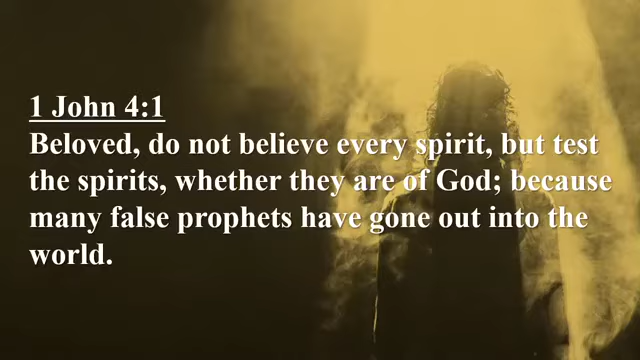 1 John 4:1
Beloved, do not believe every spirit, but test
the spirits, whether they are of God; because
many false prophets have gone out into the
world.